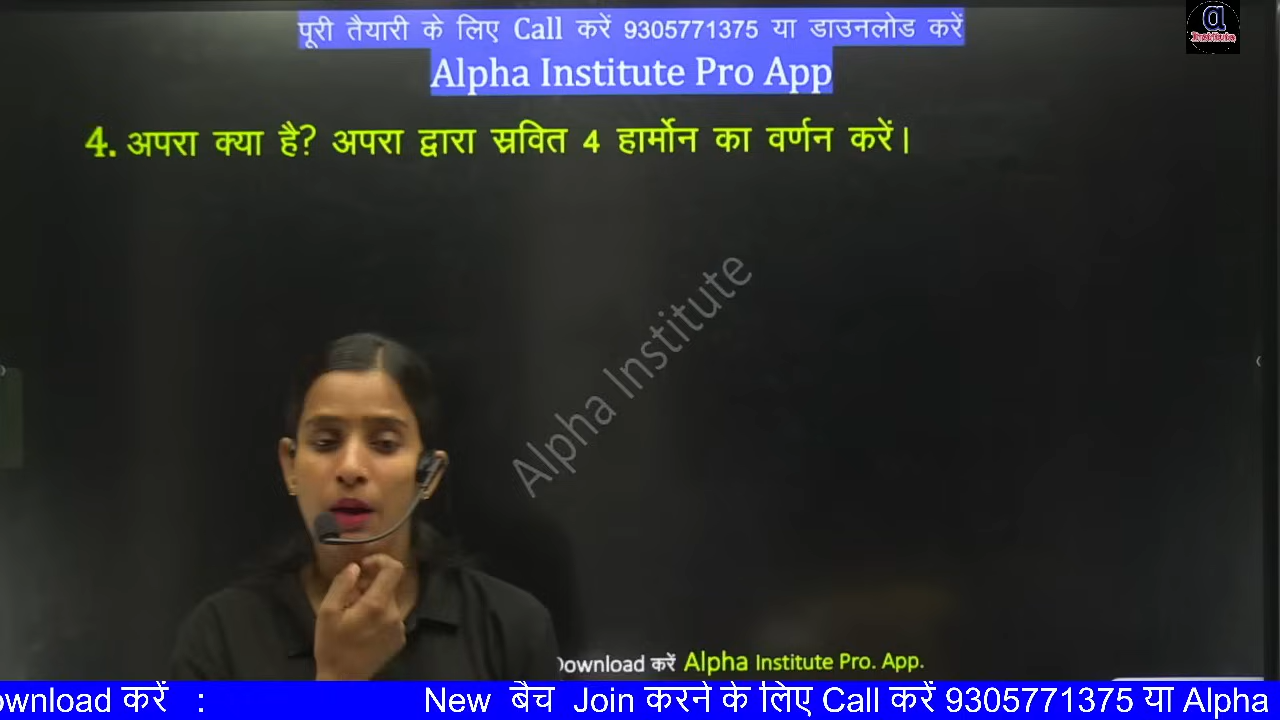 पूरी तैयारी के लिए Call करें 9305771375 या डाउनलोड करें
Alpha Institute Pro App
@
Institute
4. अपरा क्या है? अपरा द्वारा स्रवित 4 हार्मोन का वर्णन करें।
Alpha Institute
Download करें Alpha Institute Pro. App.
ownload करें : New बैच Join करने के लिए Call करें 9305771375 या Alpha